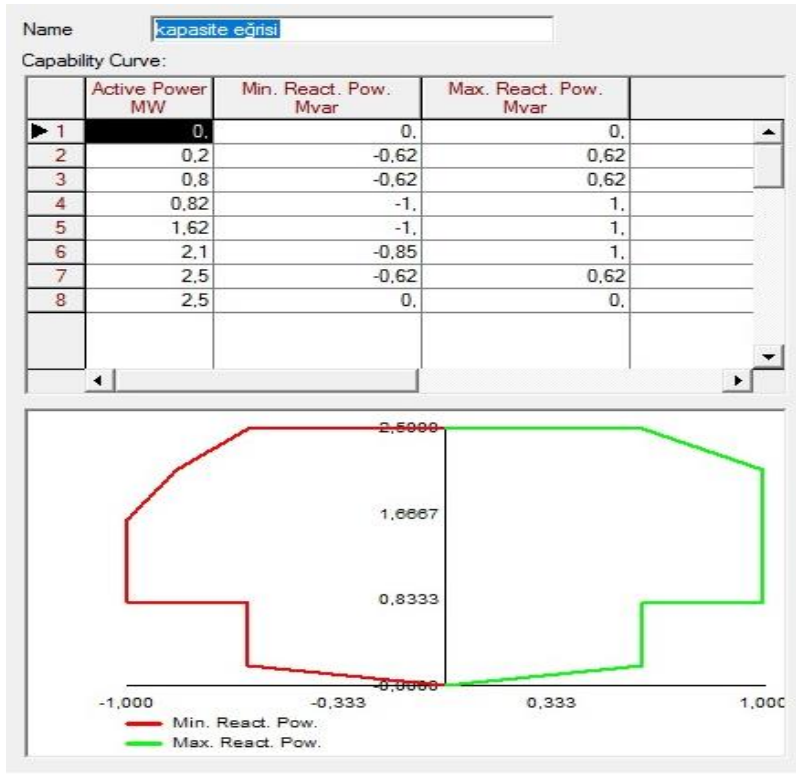 Name kapasite eğrisi
Capability Curve:
Active Power MW Min. React. Pow. Mvar Max. React. Pow. Mvar
1 0, 0, 0,
2 0,2 -0,62 0,62
3 0,8 -0,62 0,62
4 0,82 -1, 1,
5 1,62 -1, 1,
6 2,1 -0,85 1,
7 2,5 -0,62 0,62
8 2,5 0, 0,
1,6667
0,8333
-1,000 -0,333 0,333 1,000
Min. React. Pow.
Max. React. Pow.